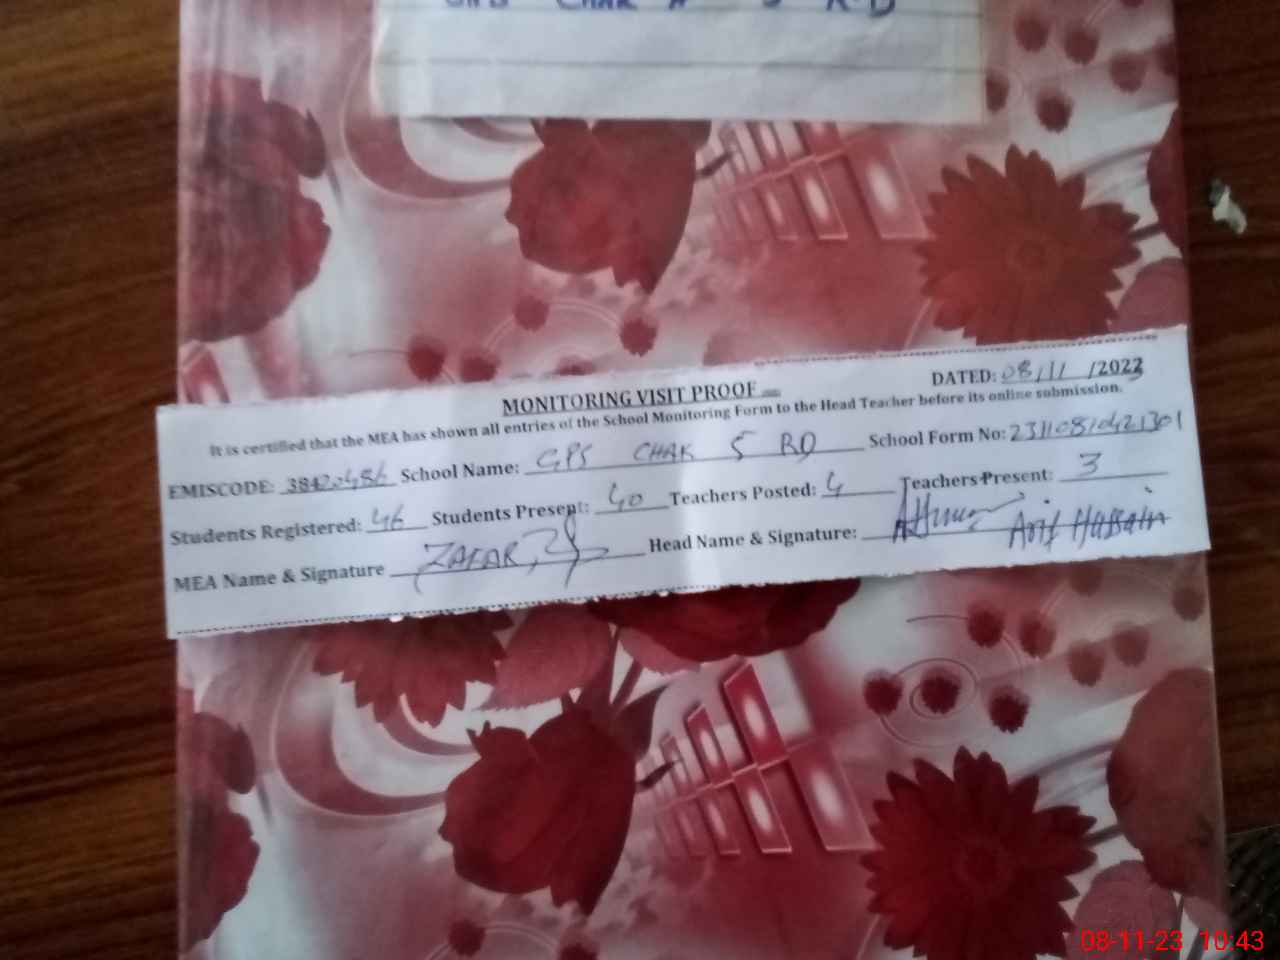 CHAK RD
MONITORING VISIT PROOF
DATED: 08/11/2023
It is certified that the MEA has shown all entries of the School Monitoring Form to the Head Teacher before its online submission.
EMISCODE: 38420486 School Name: GPS CHAK 5 RD School Form No: 23110810421301
Students Registered: 46 Students Present: 40 Teachers Posted: 4 Teachers Present: 3
MEA Name & Signature ZAFAR, Head Name & Signature: Arif Hussain
08-11-23 10:43